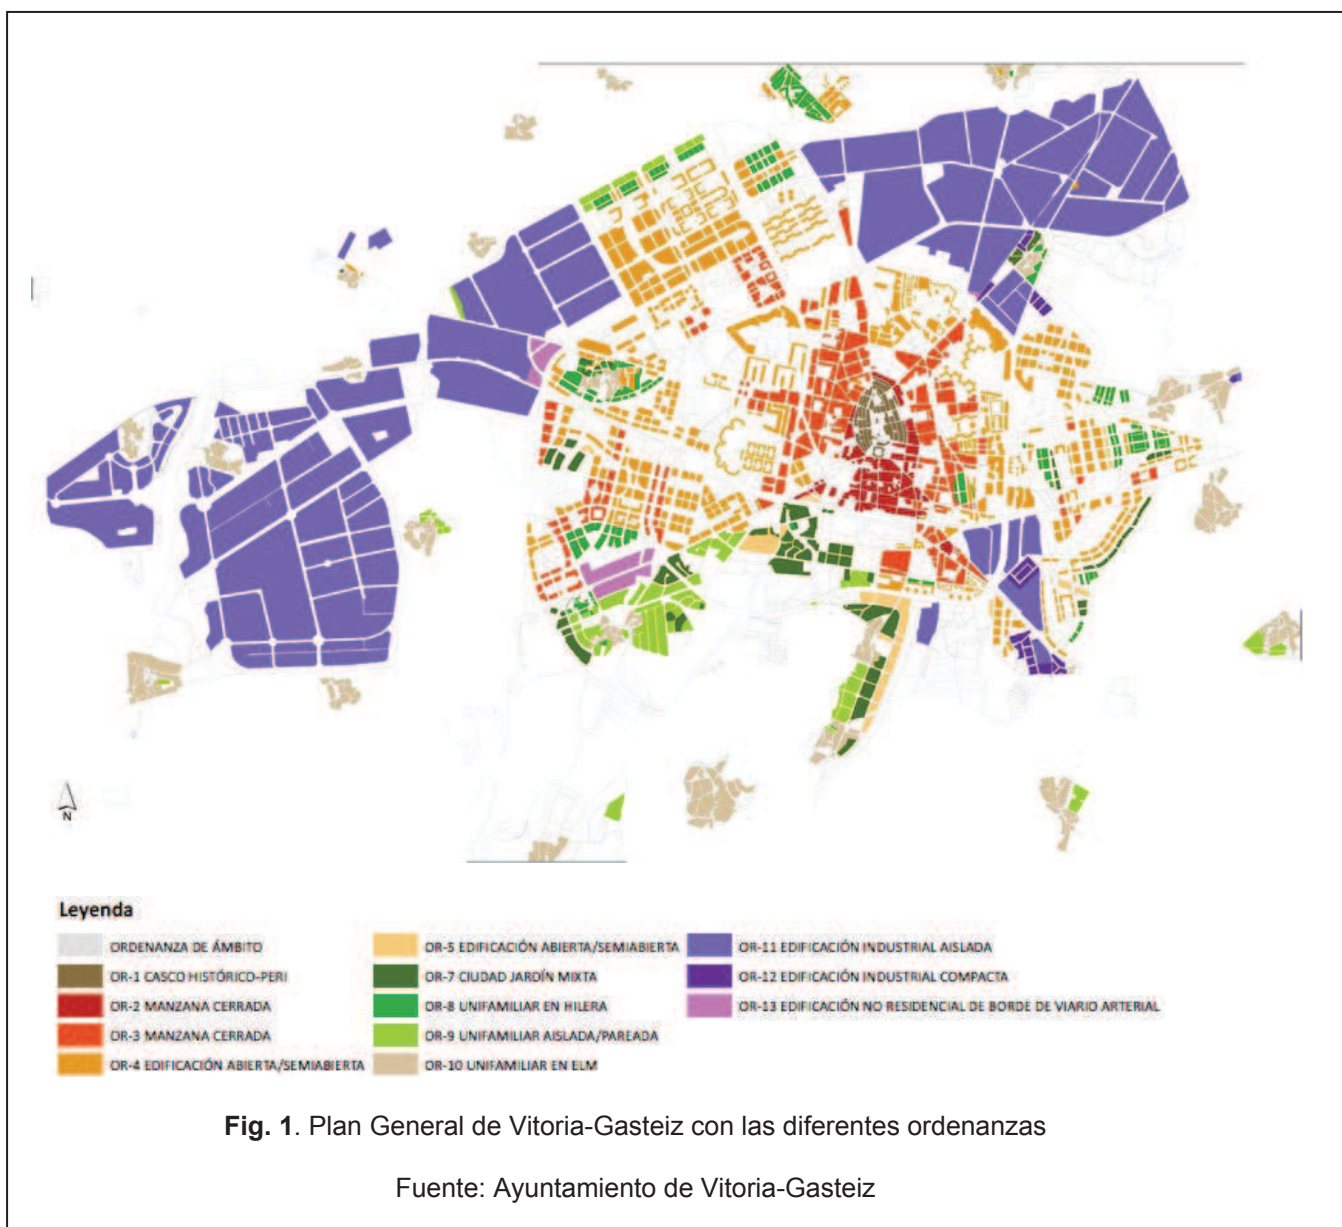 N
Leyenda
ORDENANZA DE ÁMBITO
OR-1 CASCO HISTÓRICO-PERI
OR-2 MANZANA CERRADA
OR-3 MANZANA CERRADA
OR-4 EDIFICACIÓN ABIERTA/SEMIABIERTA
OR-5 EDIFICACIÓN ABIERTA/SEMIABIERTA
OR-7 CIUDAD JARDÍN MIXTA
OR-8 UNIFAMILIAR EN HILERA
OR-9 UNIFAMILIAR AISLADA/PAREADA
OR-10 UNIFAMILIAR EN ELM
OR-11 EDIFICACIÓN INDUSTRIAL AISLADA
OR-12 EDIFICACIÓN INDUSTRIAL COMPACTA
OR-13 EDIFICACIÓN NO RESIDENCIAL DE BORDE DE VIARIO ARTERIAL
Fig. 1. Plan General de Vitoria-Gasteiz con las diferentes ordenanzas
Fuente: Ayuntamiento de Vitoria-Gasteiz